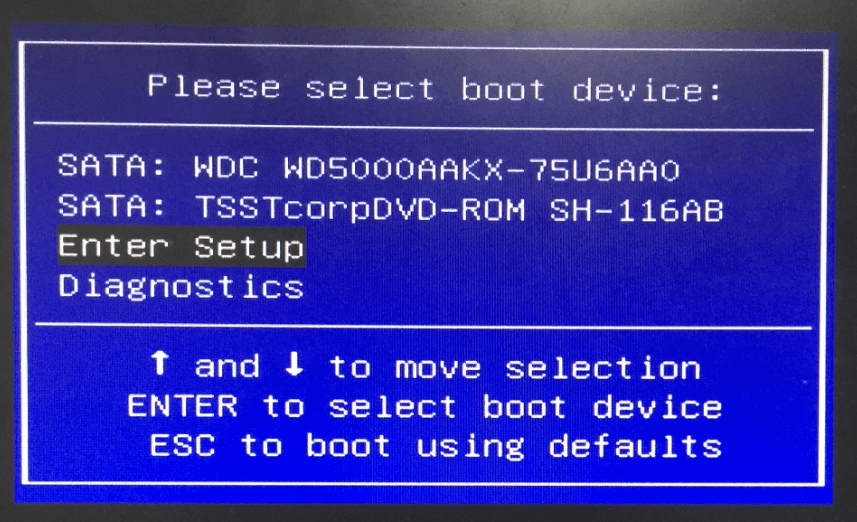 Please select boot device:
SATA: WDC WD5000AAKX-75U6AA0
SATA: TSSTcorpDVD-ROM SH-116AB
Enter Setup
Diagnostics
↑ and ↓ to move selection
ENTER to select boot device
ESC to boot using defaults